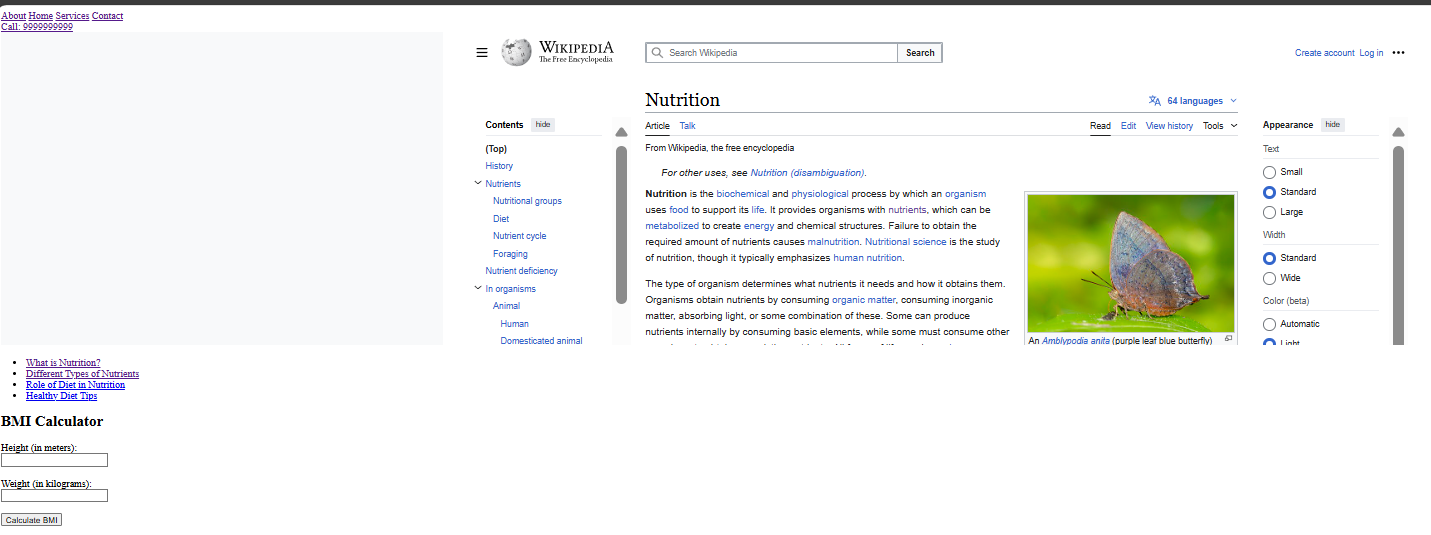 About Home Services Contact
Call: 9999999999
WIKIPEDIA
The Free Encyclopedia
Search Wikipedia
Search
Create account Log in
Nutrition
64 languages
Contents hide
Article Talk
Read Edit View history Tools
Appearance hide
(Top)
History
Nutrients
Nutritional groups
Diet
Nutrient cycle
Foraging
Nutrient deficiency
In organisms
Animal
Human
Domesticated animal
From Wikipedia, the free encyclopedia
For other uses, see Nutrition (disambiguation).
Nutrition is the biochemical and physiological process by which an organism
uses food to support its life. It provides organisms with nutrients, which can be
metabolized to create energy and chemical structures. Failure to obtain the
required amount of nutrients causes malnutrition. Nutritional science is the study
of nutrition, though it typically emphasizes human nutrition.
The type of organism determines what nutrients it needs and how it obtains them.
Organisms obtain nutrients by consuming organic matter, consuming inorganic
matter, absorbing light, or some combination of these. Some can produce
nutrients internally by consuming basic elements, while some must consume other
An Amblypodia anita (purple leaf blue butterfly)
Text
Small
Standard
Large
Width
Standard
Wide
Color (beta)
Automatic
Light
What is Nutrition?
Different Types of Nutrients
Role of Diet in Nutrition
Healthy Diet Tips
BMI Calculator
Height (in meters):
Weight (in kilograms):
Calculate BMI